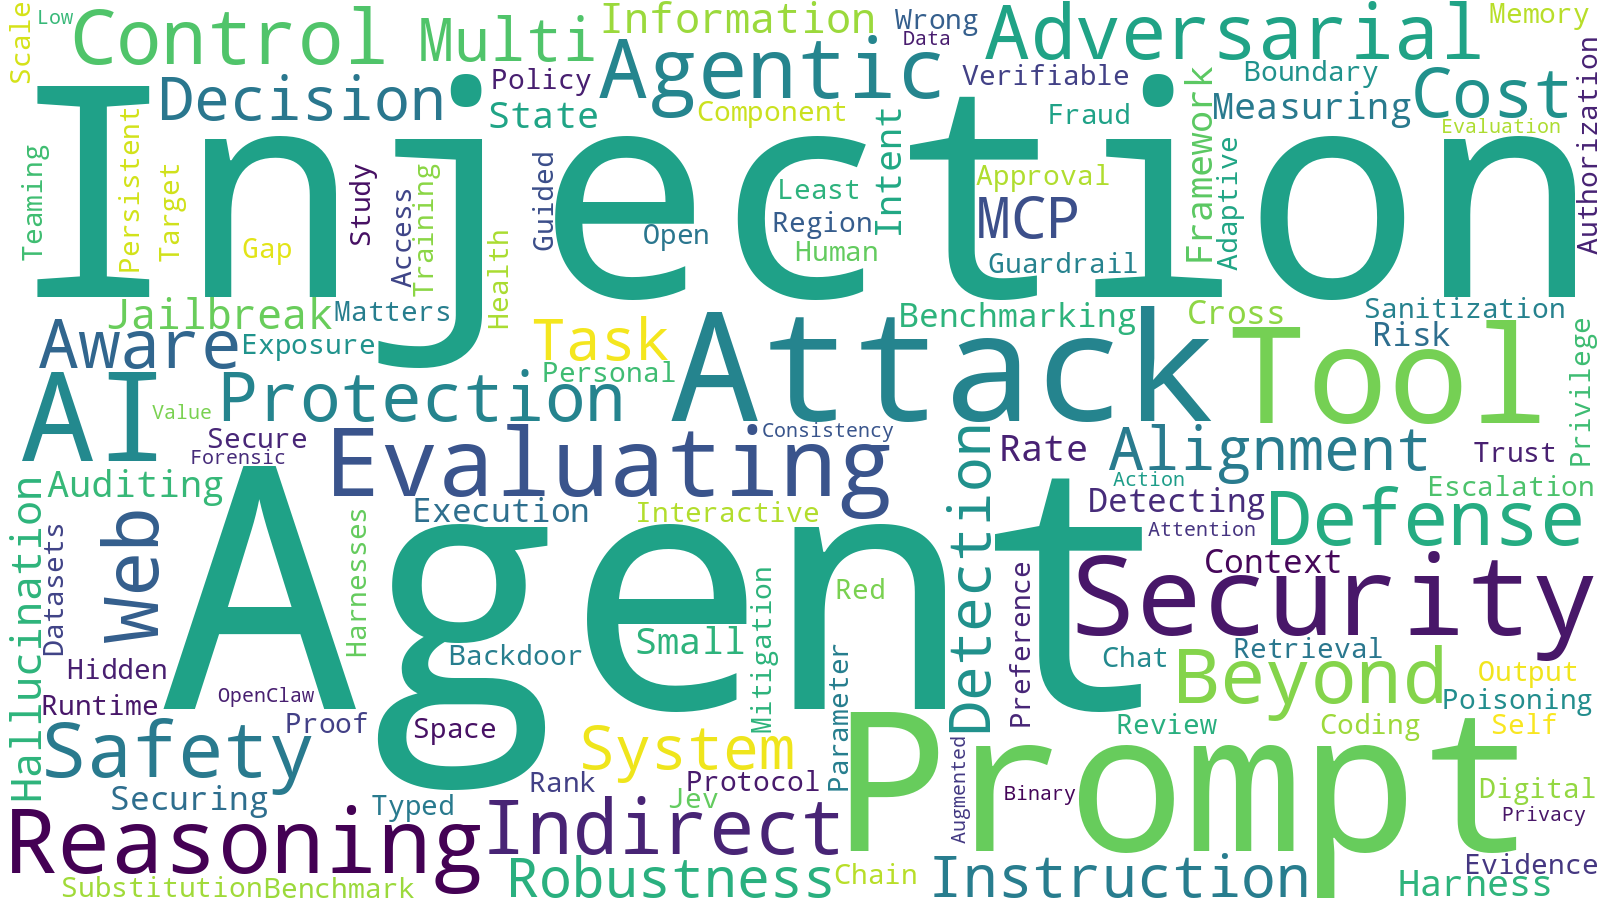 Scale
Low
Control
Multi
Information
Wrong
Data
Adversarial
Memory
Agentic
Decision
Policy
State
Component
Verifiable
Fraud
Boundary
Measuring
Cost
Evaluation
Authorization
Injection
Teaming
Persistent
Target
Gap
Study
Access
Training
Health
Guided
Open
Least
Region
Human
Intent
Approval
MCP
Guardrail
Framework
Adaptive
Jailbreak
Matters
Aware
Exposure
Task
Personal
Benchmarking
Cross
Sanitization
Risk
Privilege
Attack
Tool
AI
Value
Protection
Secure
Forensic
Evaluating
Consistency
Detection
Rate
Alignment
Trust
Auditing
Execution
Interactive
Action
Detecting
Attention
Escalation
Defense
Hallucination
Datasets
Web
Harnesses
Agent
Mitigation
Red
Preference
Context
Security
Hidden
Runtime
OpenClaw
Proof
Backdoor
Space
Small
Parameter
Chat
Retrieval
Beyond
Output
Poisoning
Safety
System
Review
Coding
Self
Securing
Typed
Rank
Protocol
Jev
Augmented
Binary
Prompt
Digital
Privacy
Reasoning
Indirect
Substitution
Benchmark
Robustness
Chain
Instruction
Evidence
Harness